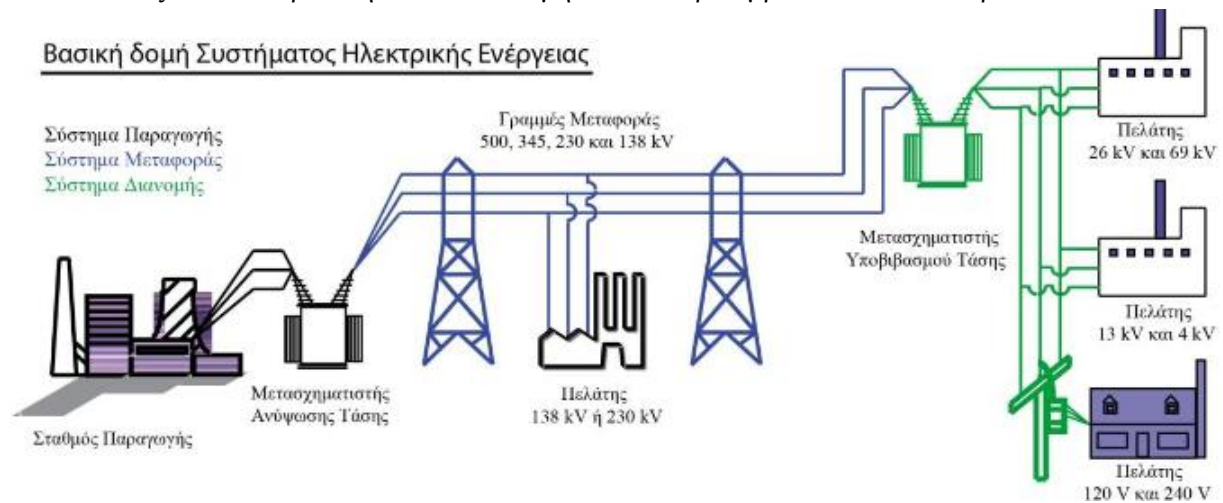 Βασική δομή Συστήματος Ηλεκτρικής Ενέργειας
Σύστημα Παραγωγής
Σύστημα Μεταφοράς
Σύστημα Διανομής
Γραμμές Μεταφοράς
500, 345, 230 και 138 kV
Πελάτης
26 kV και 69 kV
Μετασχηματιστής
Υποβιβασμού Τάσης
Πελάτης
13 kV και 4 kV
Μετασχηματιστής
Ανύψωσης Τάσης
Πελάτης
138 kV ή 230 kV
Σταθμός Παραγωγής
Πελάτης
120 V και 240 V